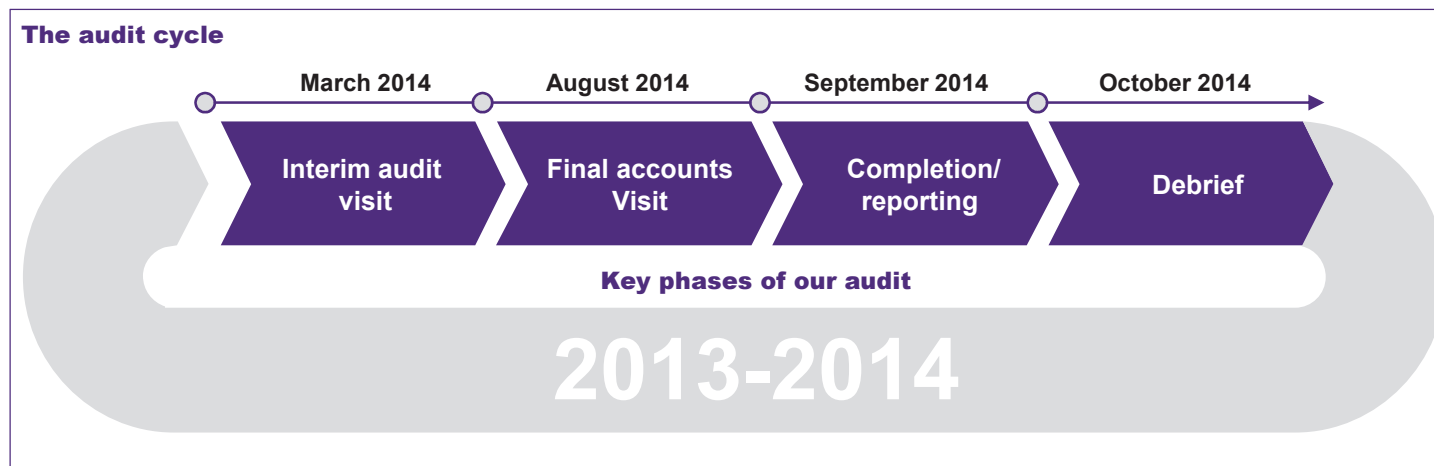 The audit cycle
March 2014
August 2014
September 2014
October 2014
Interim audit
visit
Final accounts
Visit
Completion/
reporting
Debrief
Key phases of our audit
2013-2014